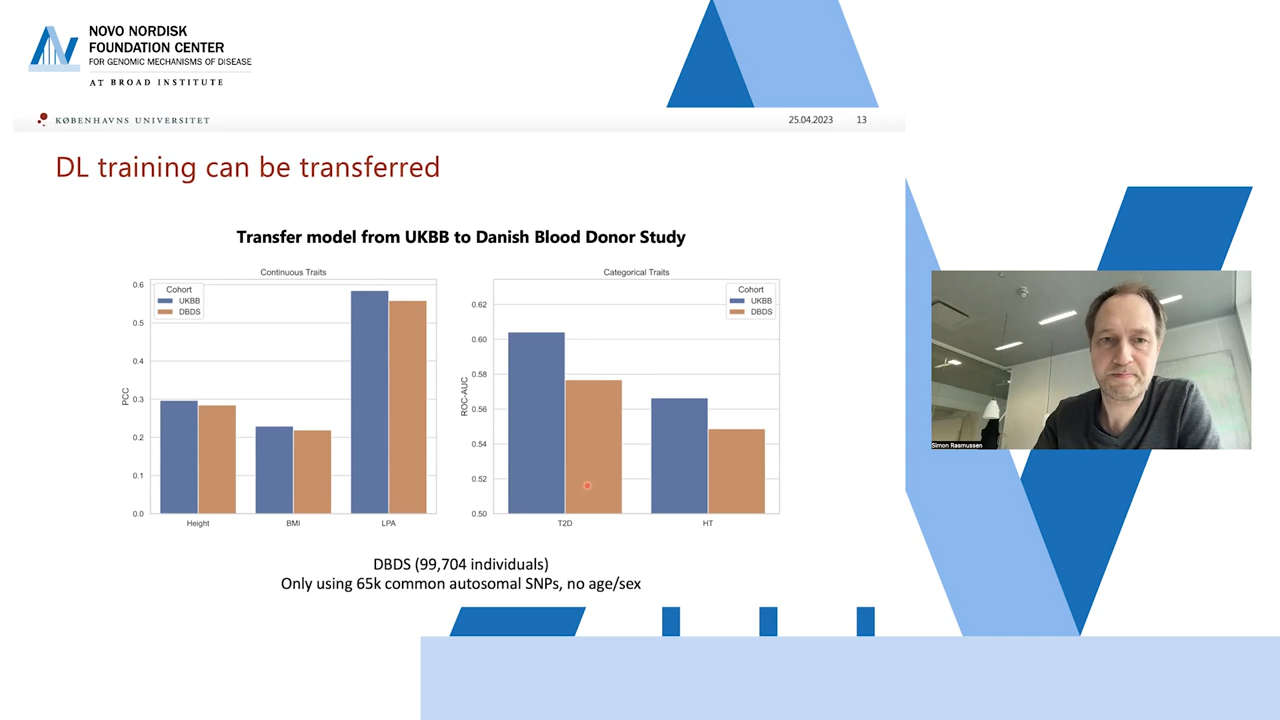 NOVO NORDISK
FOUNDATION CENTER
FOR GENOMIC MECHANISMS OF DISEASE
AT BROAD INSTITUTE
KØBENHAVNS UNIVERSITET
25.04.2023 13
DL training can be transferred
Transfer model from UKBB to Danish Blood Donor Study
Continuous Traits
Cohort
UKBB
DBDS
PCC
0.6
0.5
0.4
0.3
0.2
0.1
0.0
Height BMI LPA
Categorical Traits
Cohort
UKBB
DBDS
ROC-AUC
0.62
0.60
0.58
0.56
0.54
0.52
0.50
T2D HT
DBDS (99,704 individuals)
Only using 65k common autosomal SNPs, no age/sex
Simon Rasmussen